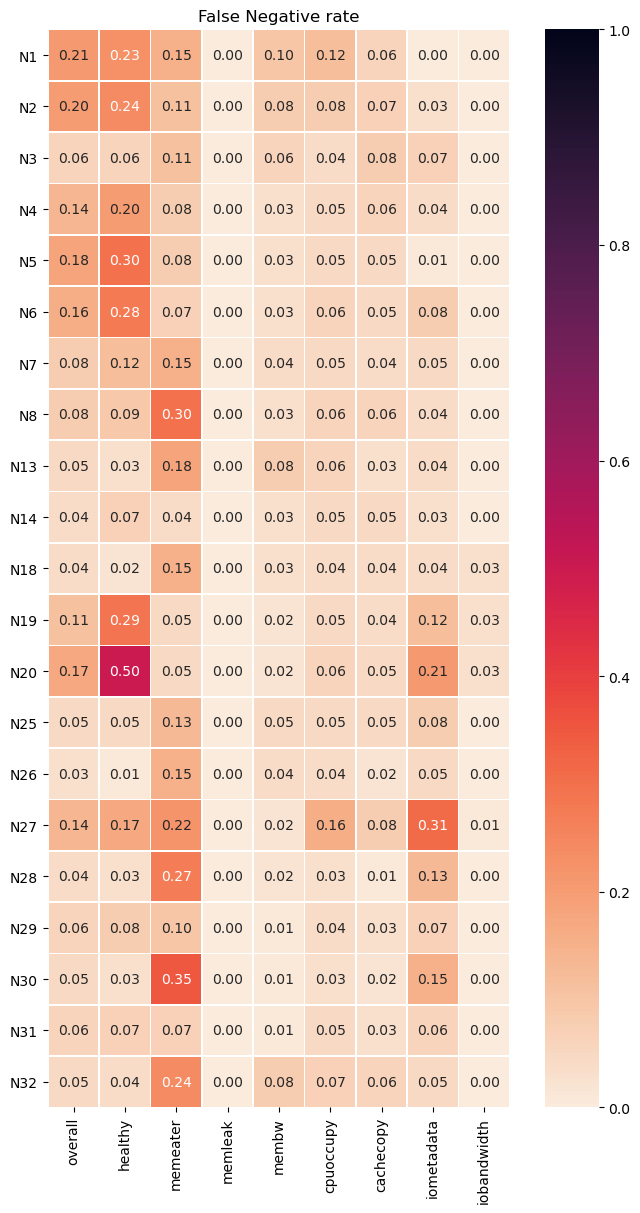 False Negative rate
N1 0.21 0.23 0.15 0.00 0.10 0.12 0.06 0.00 0.00
N2 0.20 0.24 0.11 0.00 0.08 0.08 0.07 0.03 0.00
N3 0.06 0.06 0.11 0.00 0.06 0.04 0.08 0.07 0.00
N4 0.14 0.20 0.08 0.00 0.03 0.05 0.06 0.04 0.00
N5 0.18 0.30 0.08 0.00 0.03 0.05 0.05 0.01 0.00
N6 0.16 0.28 0.07 0.00 0.03 0.06 0.05 0.08 0.00
N7 0.08 0.12 0.15 0.00 0.04 0.05 0.04 0.05 0.00
N8 0.08 0.09 0.30 0.00 0.03 0.06 0.06 0.04 0.00
N13 0.05 0.03 0.18 0.00 0.08 0.06 0.03 0.04 0.00
N14 0.04 0.07 0.04 0.00 0.03 0.05 0.05 0.03 0.00
N18 0.04 0.02 0.15 0.00 0.03 0.04 0.04 0.04 0.03
N19 0.11 0.29 0.05 0.00 0.02 0.05 0.04 0.12 0.03
N20 0.17 0.50 0.05 0.00 0.02 0.06 0.05 0.21 0.03
N25 0.05 0.05 0.13 0.00 0.05 0.05 0.05 0.08 0.00
N26 0.03 0.01 0.15 0.00 0.04 0.04 0.02 0.05 0.00
N27 0.14 0.17 0.22 0.00 0.02 0.16 0.08 0.31 0.01
N28 0.04 0.03 0.27 0.00 0.02 0.03 0.01 0.13 0.00
N29 0.06 0.08 0.10 0.00 0.01 0.04 0.03 0.07 0.00
N30 0.05 0.03 0.35 0.00 0.01 0.03 0.02 0.15 0.00
N31 0.06 0.07 0.07 0.00 0.01 0.05 0.03 0.06 0.00
N32 0.05 0.04 0.24 0.00 0.08 0.07 0.06 0.05 0.00
overall healthy memeater memleak membw cpuoccupy cachecopy iometadata iobandwidth
1.0
0.8
0.6
0.4
0.2
0.0